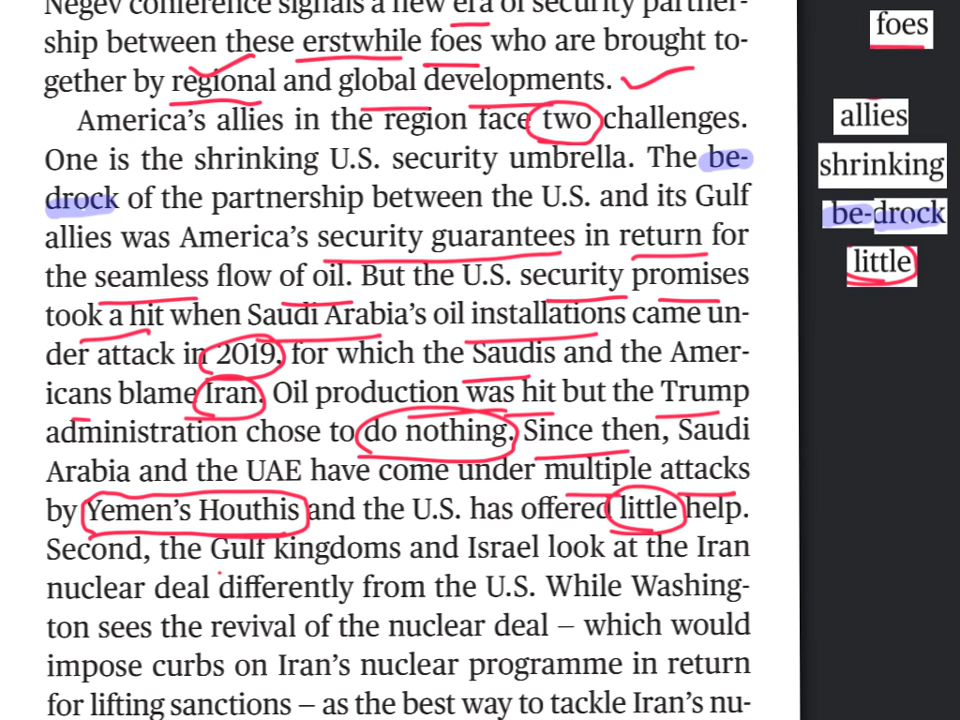 Negev conference signals a new era of security partner-
ship between these erstwhile foes who are brought to-
gether by regional and global developments.
America's allies in the region face two challenges.
One is the shrinking U.S. security umbrella. The be-
drock of the partnership between the U.S. and its Gulf
allies was America's security guarantees in return for
the seamless flow of oil. But the U.S. security promises
took a hit when Saudi Arabia's oil installations came un-
der attack in 2019, for which the Saudis and the Amer-
icans blame Iran. Oil production was hit but the Trump
administration chose to do nothing. Since then, Saudi
Arabia and the UAE have come under multiple attacks
by Yemen's Houthis and the U.S. has offered little help.
Second, the Gulf kingdoms and Israel look at the Iran
nuclear deal differently from the U.S. While Washing-
ton sees the revival of the nuclear deal – which would
impose curbs on Iran's nuclear programme in return
for lifting sanctions – as the best way to tackle Iran's nu-
foes
allies
shrinking
be-drock
little